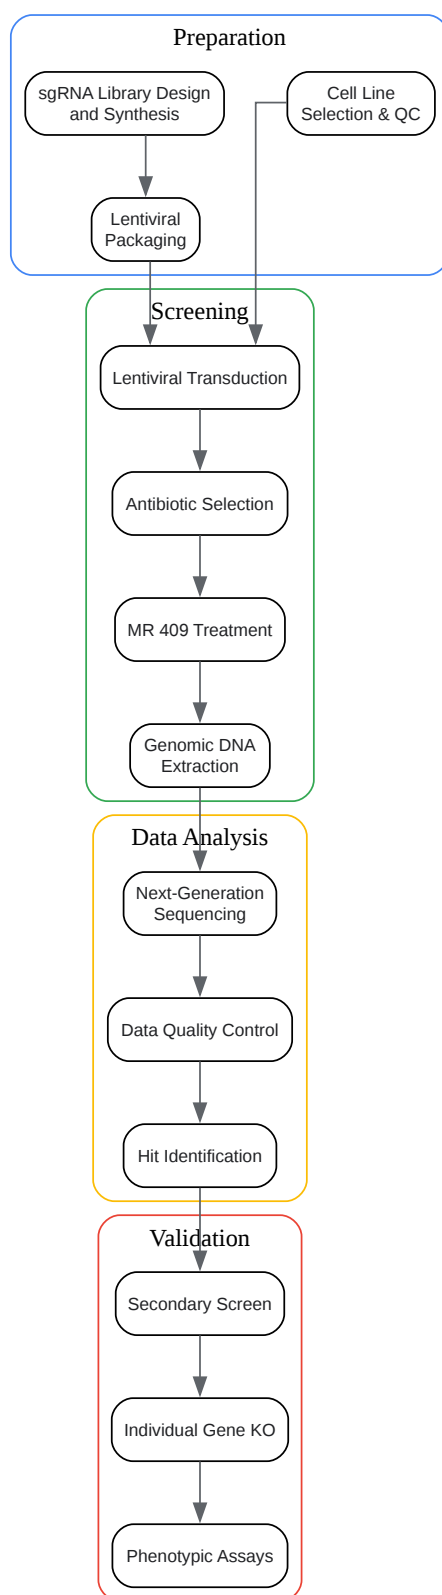 Preparation
sgRNA Library Design
and Synthesis
Cell Line
Selection & QC
Lentiviral
Packaging
Screening
Lentiviral Transduction
Antibiotic Selection
MR 409 Treatment
Genomic DNA
Extraction
Data Analysis
Next-Generation
Sequencing
Data Quality Control
Hit Identification
Validation
Secondary Screen
Individual Gene KO
Phenotypic Assays